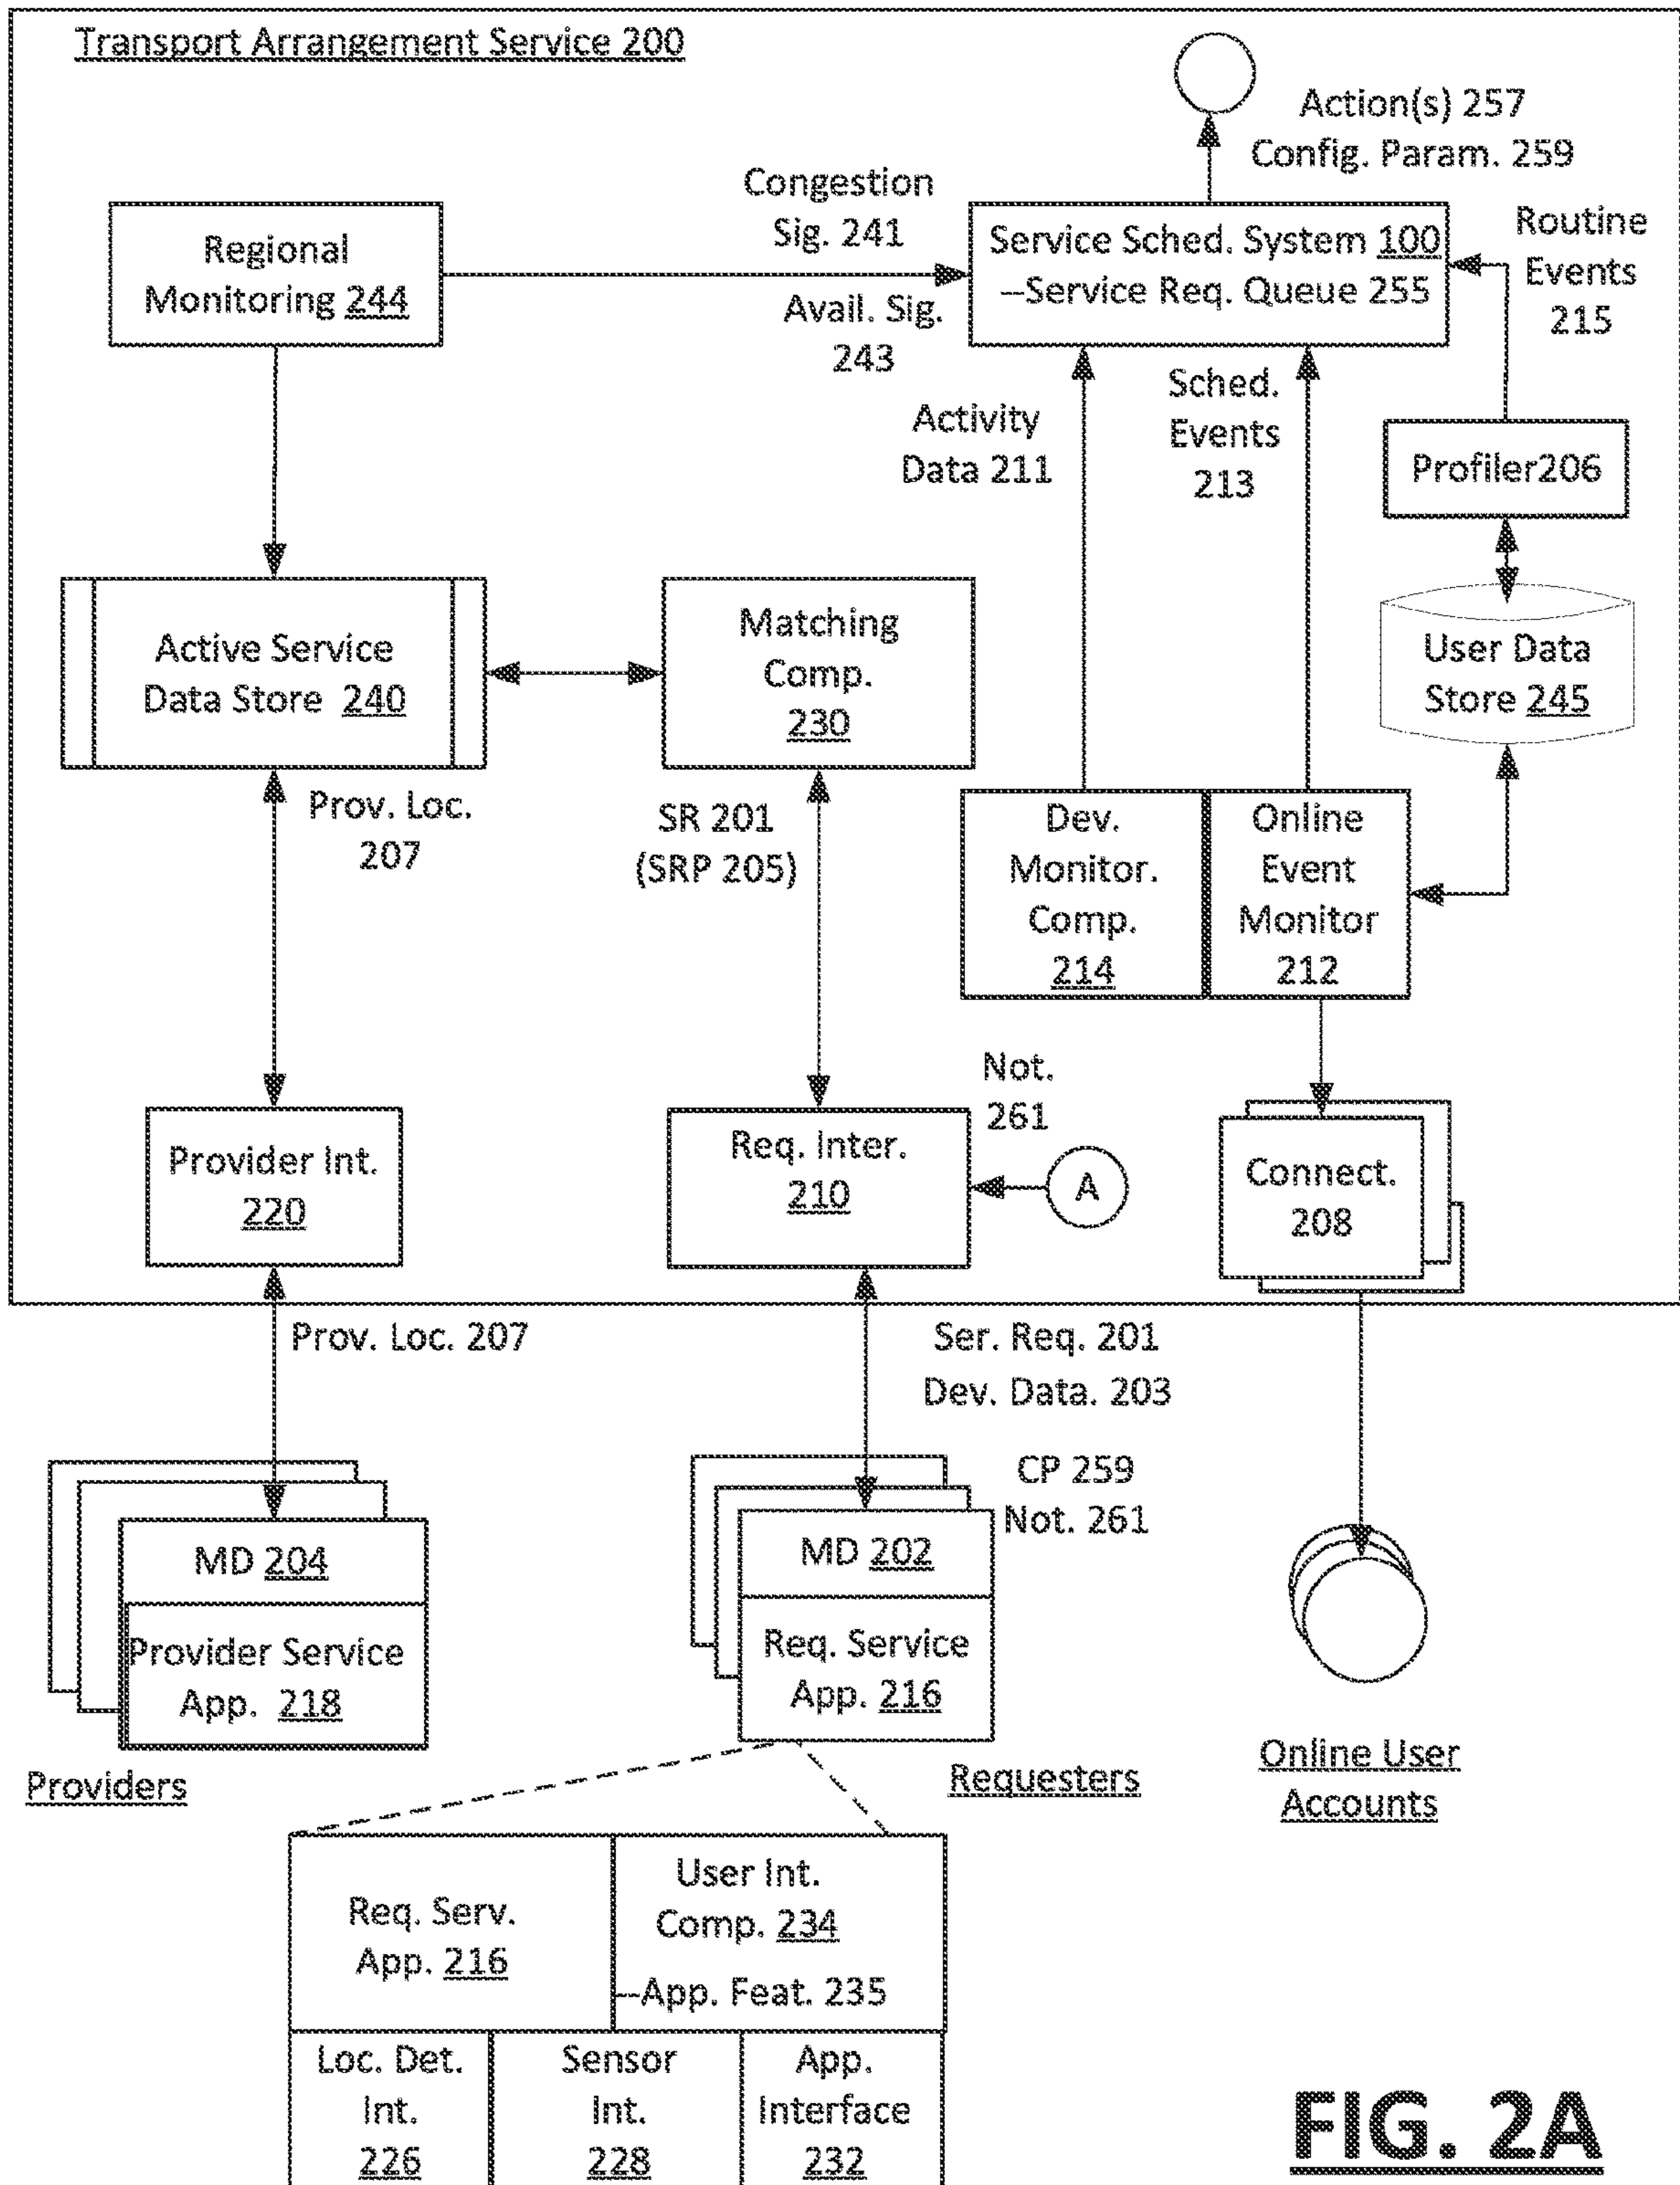 Transport Arrangement Service 200
Action(s) 257
Config. Param. 259
Congestion
Sig. 241
Avail. Sig.
243
Regional
Monitoring 244
Service Sched. System 100
--Service Req. Queue 255
Routine
Events
215
Activity
Data 211
Sched.
Events
213
Profiler206
Active Service
Data Store 240
Matching
Comp.
230
User Data
Store 245
Prov. Loc.
207
SR 201
(SRP 205)
Dev.
Monitor.
Comp.
214
Online
Event
Monitor
212
Not.
261
Provider Int.
220
Req. Inter.
210
A
Connect.
208
Prov. Loc. 207
Ser. Req. 201
Dev. Data. 203
CP 259
Not. 261
MD 204
Provider Service
App. 218
MD 202
Req. Service
App. 216
Providers
Requesters
Online User
Accounts
Req. Serv.
App. 216
User Int.
Comp. 234
--App. Feat. 235
Loc. Det.
Int.
226
Sensor
Int.
228
App.
Interface
232
FIG. 2A